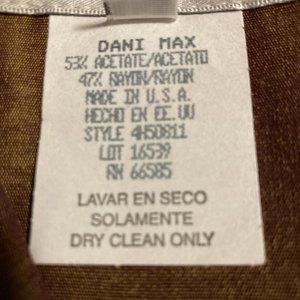 DANI MAX
53% ACETATE/ACETATO
47% RAYON/RAYON
MADE IN U.S.A.
HECHO EN EE.UU
STYLE 4H50811
LOT 16539
RN 66585
LAVAR EN SECO
SOLAMENTE
DRY CLEAN ONLY